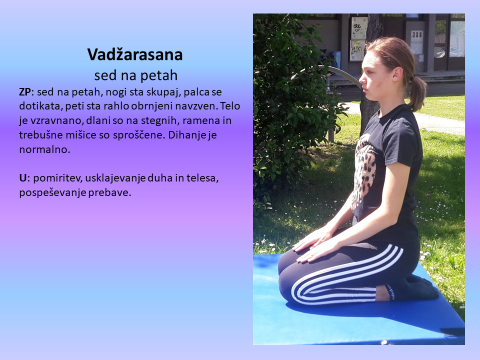 Vadžarasana
sed na petah
ZP: sed na petah, nogi sta skupaj, palca se
dotikata, peti sta rahlo obrnjeni navzven. Telo
je vzravnano, dlani so na stegnih, ramena in
trebušne mišice so sproščene. Dihanje je
normalno.
U: pomiritev, usklajevanje duha in telesa,
pospeševanje prebave.